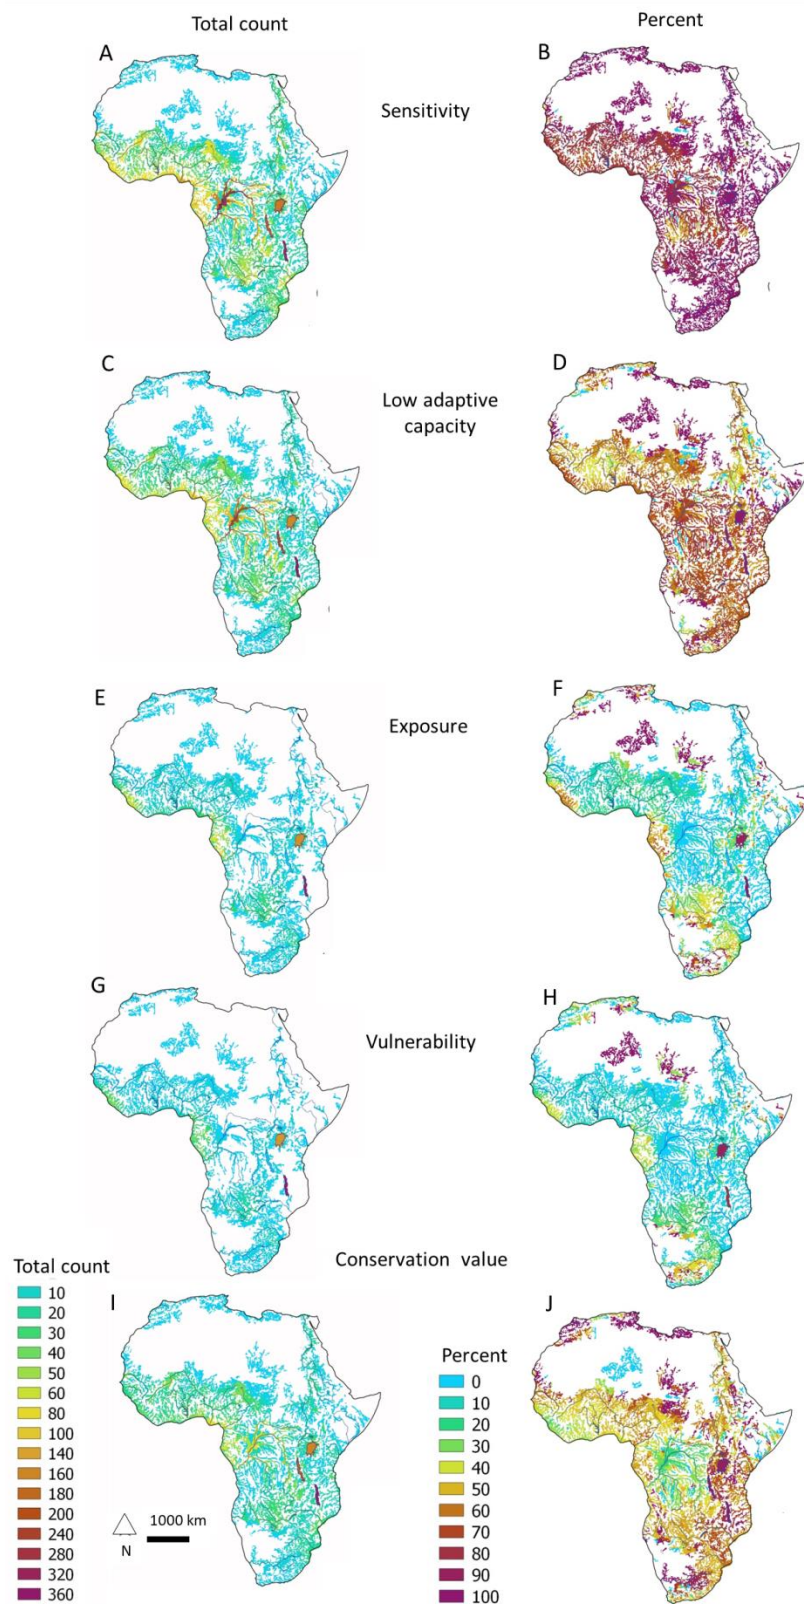 Total count
Percent
A
B
Sensitivity
C
D
Low adaptive
capacity
E
F
Exposure
G
H
Vulnerability
Conservation value
Total count
10
20
30
40
50
60
80
100
140
160
180
200
240
280
320
360
I
J
1000 km
N
Percent
0
10
20
30
40
50
60
70
80
90
100